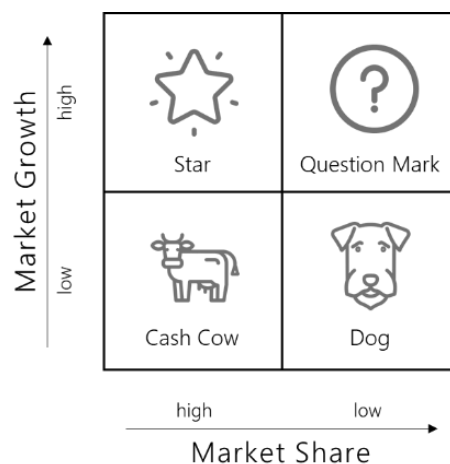 Market Growth
high
low
Star
Question Mark
?
Cash Cow
Dog
high
low
Market Share